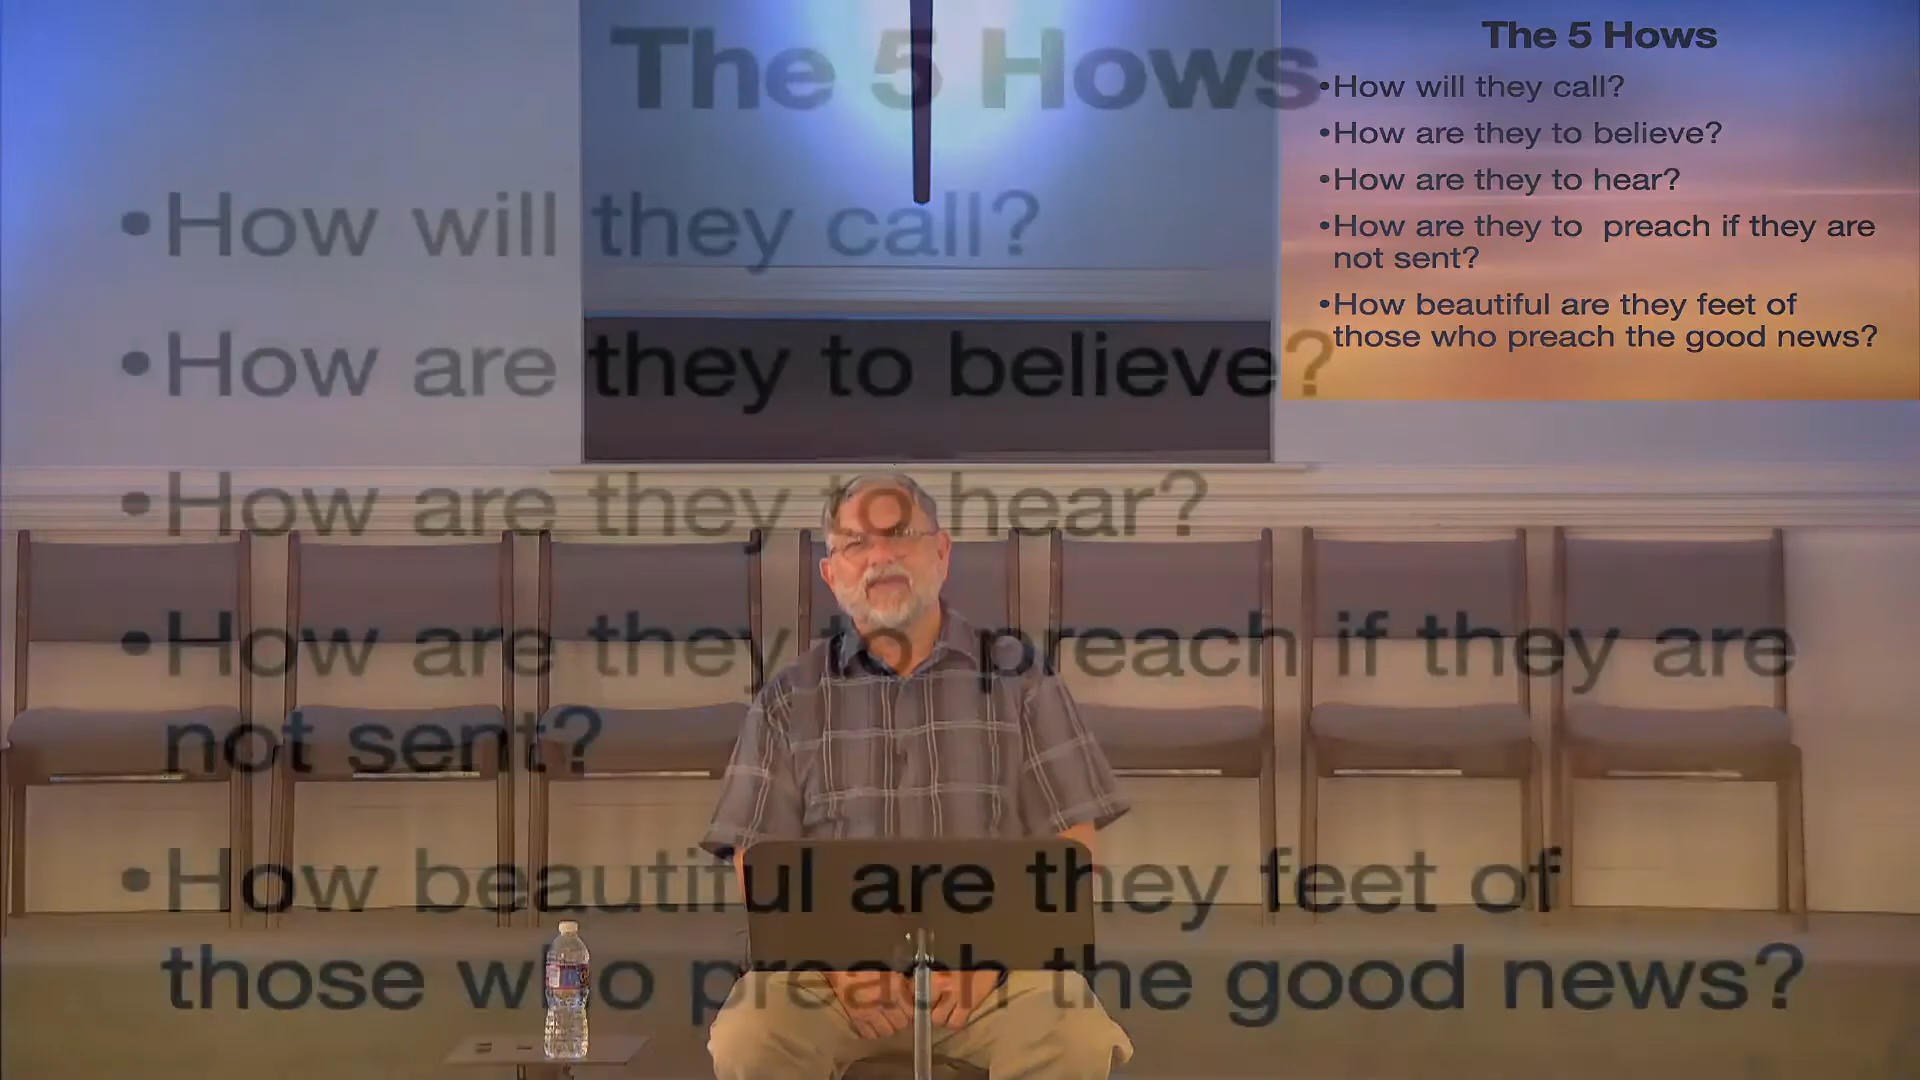 The 5 Hows
•How will they call?
•How are they to believe?
•How are they to hear?
•How are they to  preach if they are
not sent?
•How beautiful are they feet of
those who preach the good news?
The 5 Hows
•How will they call?
•How are they to believe?
•How are they to hear?
•How are they to  preach if they are
not sent?
•How beautiful are they feet of
those who preach the good news?